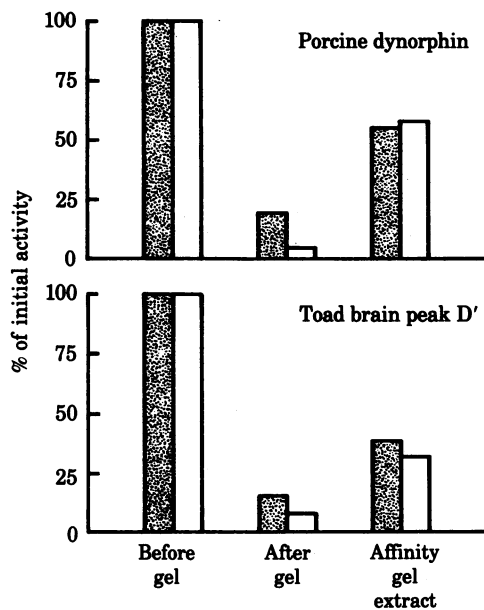 100
Porcine dynorphin
75
50
25
0
% of initial activity
100
Toad brain peak D′
75
50
25
0
Before gel
After gel
Affinity gel extract